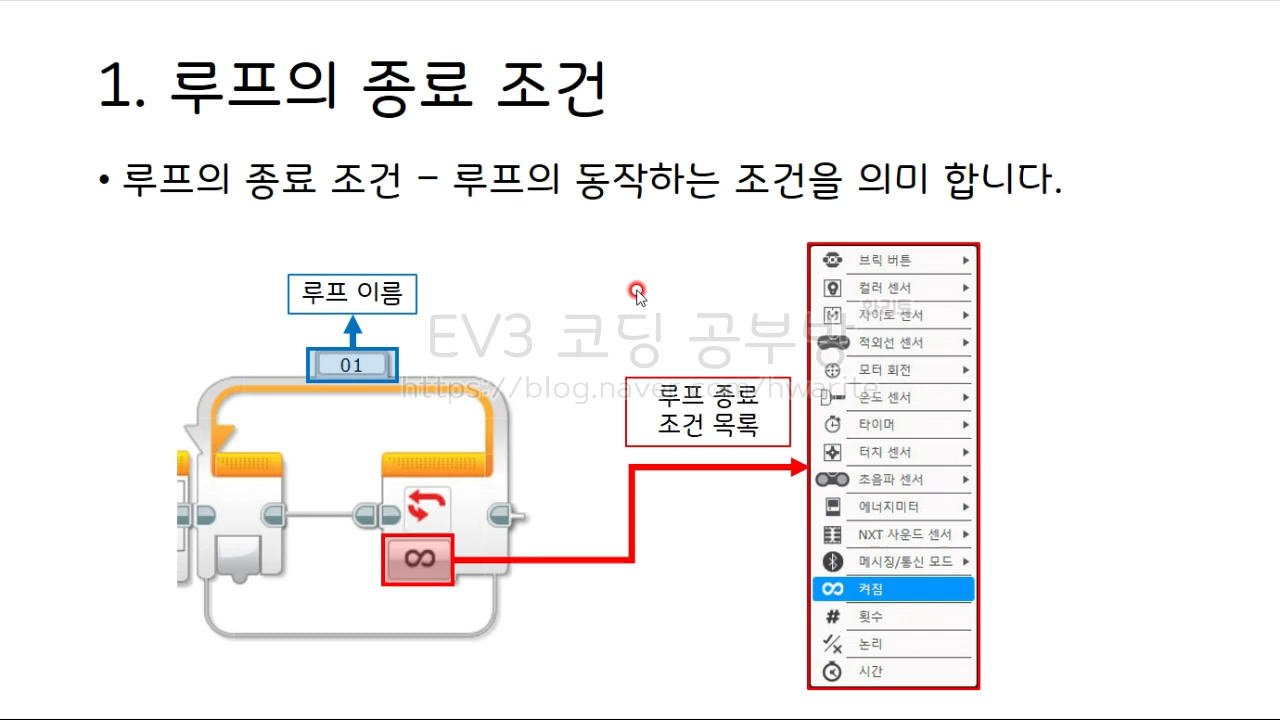 1. 루프의 종료 조건
• 루프의 종료 조건 – 루프의 동작하는 조건을 의미 합니다.
루프 이름
01
EV3 코딩 공부방
https://blog.naver.com/hwarite
루프 종료
조건 목록
브릭 버튼
컬러 센서
자이로 센서
적외선 센서
모터 회전
온도 센서
타이머
터치 센서
초음파 센서
에너지미터
NXT 사운드 센서
메시징/통신 모드
켜짐
횟수
논리
시간